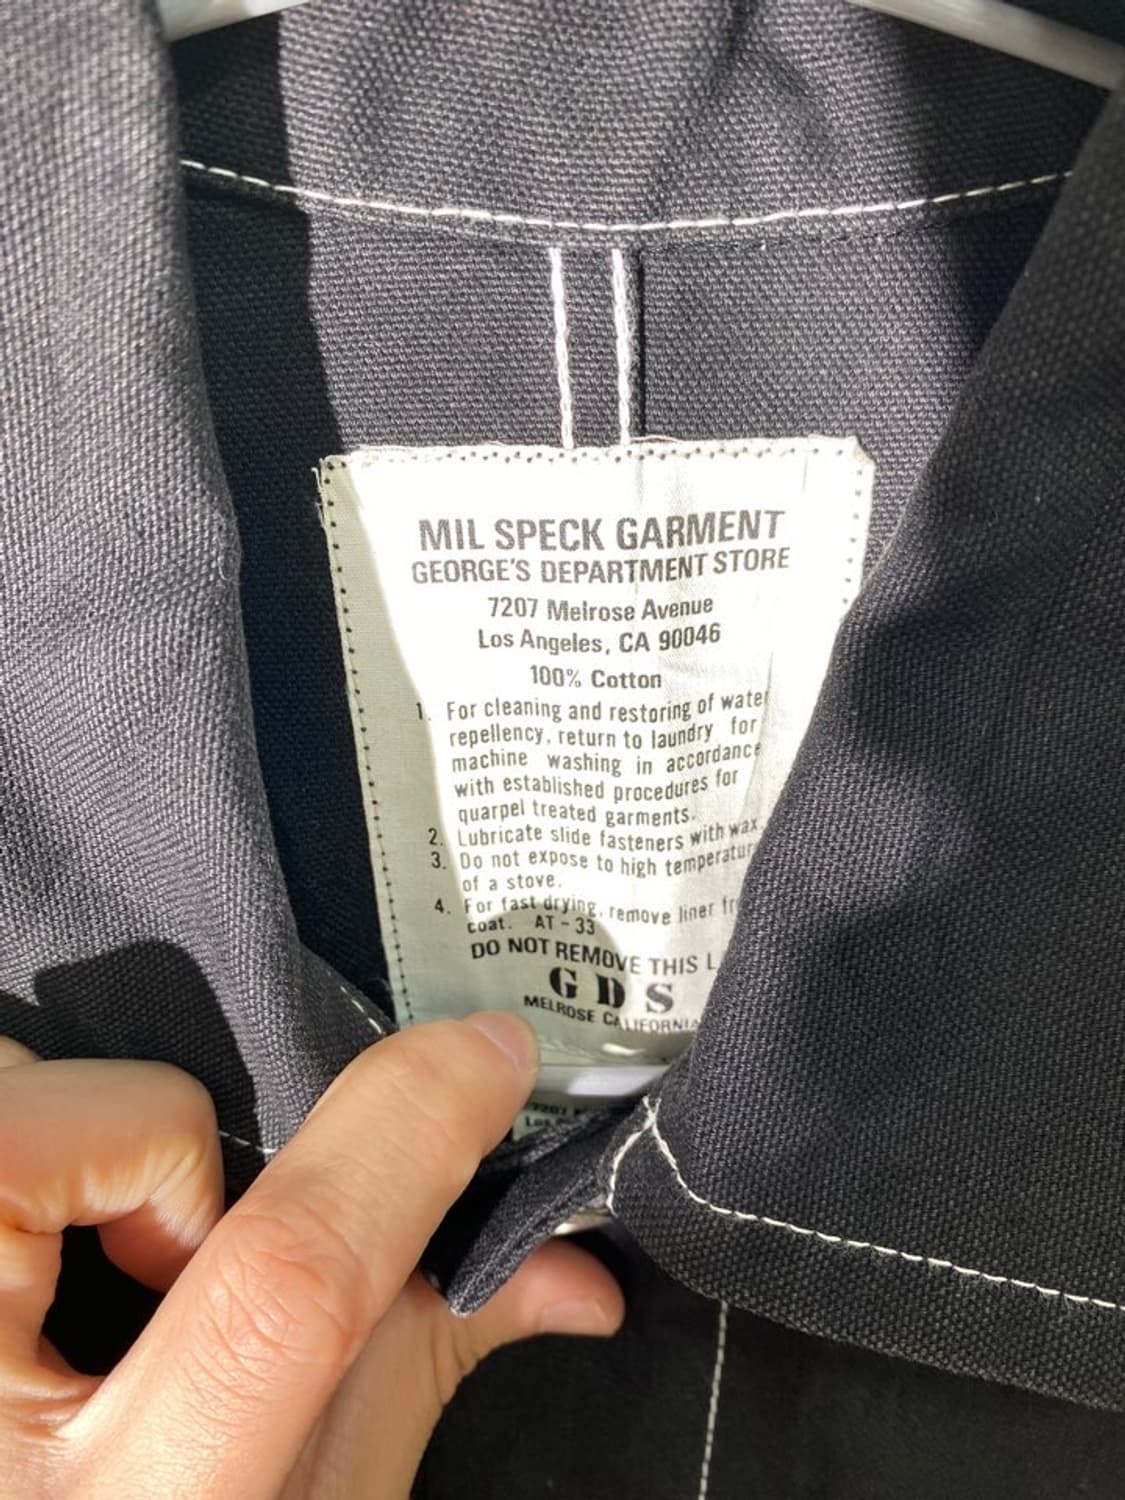 MIL SPECK GARMENT
GEORGE'S DEPARTMENT STORE
7207 Melrose Avenue
Los Angeles, CA 90046
100% Cotton
1. For cleaning and restoring of water
repellency, return to laundry for
machine washing in accordance
with established procedures for
quarpel treated garments.
2. Lubricate slide fasteners with wax
3. Do not expose to high
of a stove.
4. For fast drying, remove liner
coat. AT-33
DO NOT REMOVE THIS
G D S
MELROSE CALIFORNIA
7207
Los